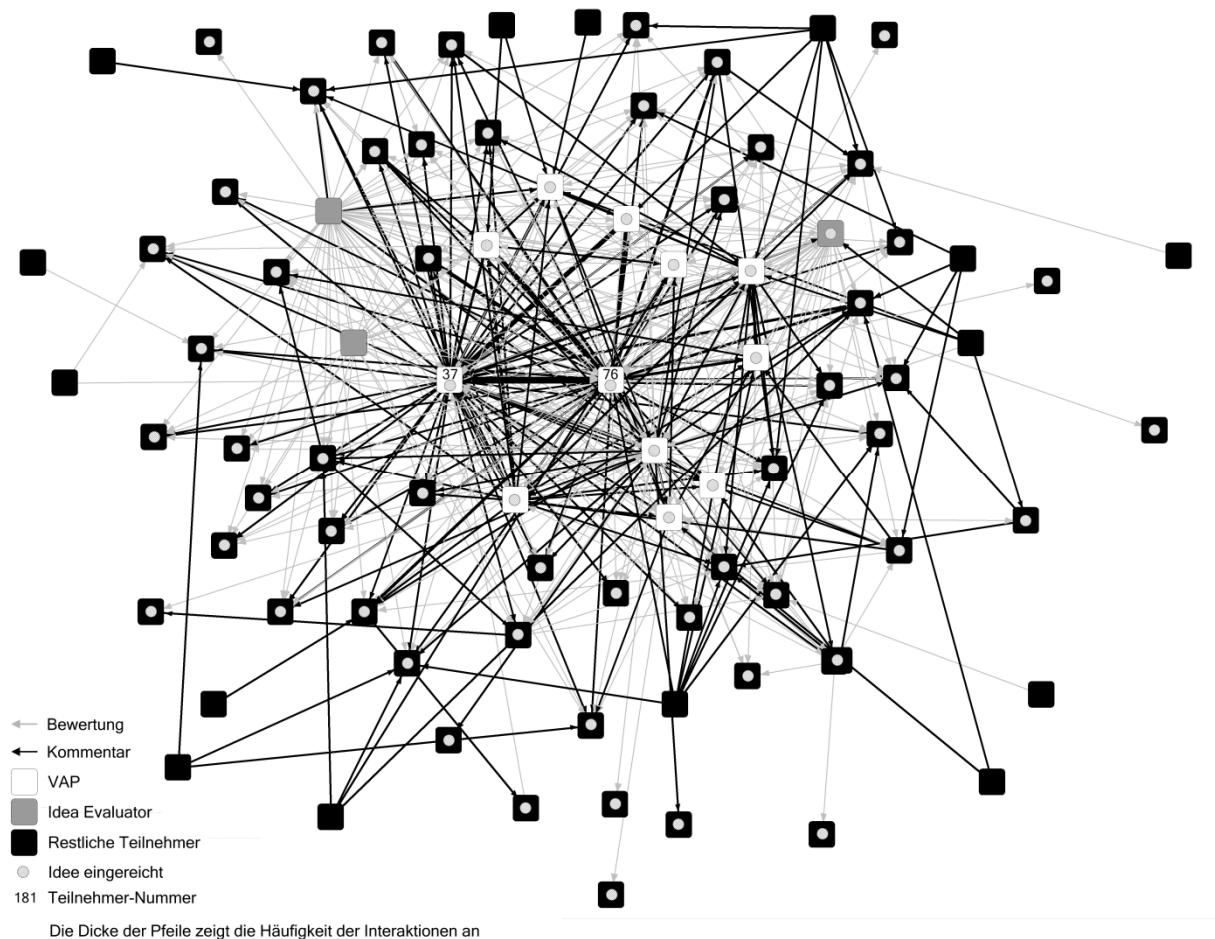 37
76
Bewertung
Kommentar
VAP
Idea Evaluator
Restliche Teilnehmer
Idee eingereicht
181 Teilnehmer-Nummer
Die Dicke der Pfeile zeigt die Häufigkeit der Interaktionen an